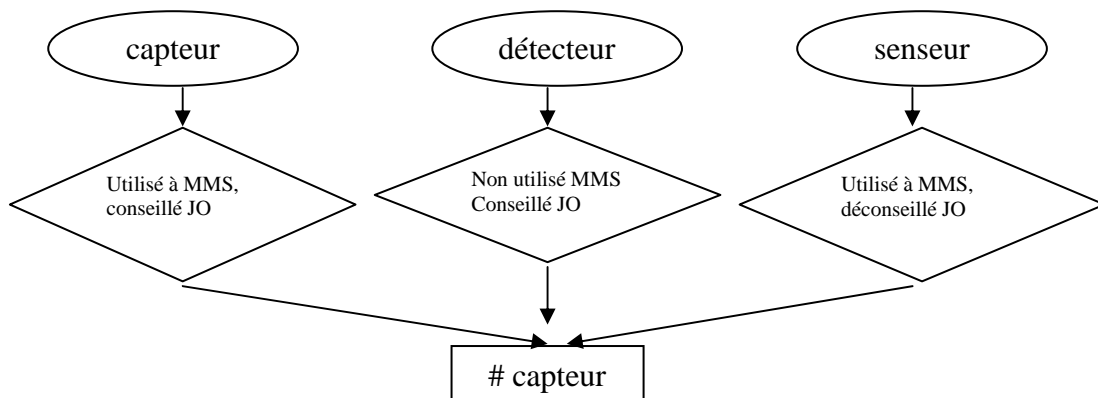 capteur
détecteur
senseur
Utilisé à MMS,
conseillé JO
Non utilisé MMS
Conseillé JO
Utilisé à MMS,
déconseillé JO
# capteur